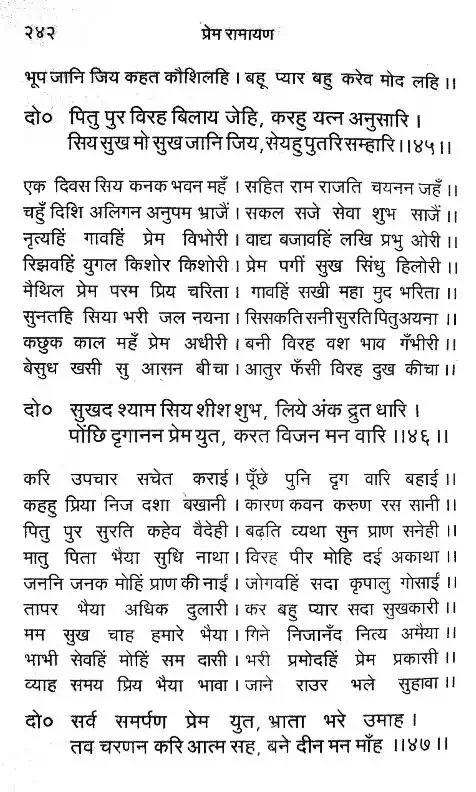 २४२ प्रेम रामायण
भूप जानि जिय कहत कौशिलहि । बहू प्यार बहु करेव मोद लहि ।।
दो० पितु पुर विरह बिलाय जेहि, करहु यत्न अनुसारि ।
सिय सुख मो सुख जानि जिय, सेयहु पुतरि सम्हारि ।।४५।।
एक दिवस सिय कनक भवन महँ । सहित राम राजति चयनन जहँ ।।
चहुँ दिशि अलिगन अनुपम भ्राजैं । सकल सजे सेवा शुभ साजैं ।।
नृत्यहिं गावहिं प्रेम विभोरी । वाद्य बजावहिं लखि प्रभु ओरी ।।
रिझवहिं युगल किशोर किशोरी । प्रेम पगीं सुख सिंधु हिलोरी ।।
मैथिल प्रेम परम प्रिय चरिता । गावहिं सखी महा मुद भरिता ।।
सुनतहि सिया भरी जल नयना । सिसकति सनी सुरति पितु अयना ।।
कछुक काल महँ प्रेम अधीरी । बनी विरह वश भाव गँभीरी ।।
बेसुध खसी सु आसन बीचा । आतुर फँसी विरह दुख कीचा ।।
दो० सुखद श्याम सिय शीश शुभ, लिये अंक द्रुत धारि ।
पोंछि दृगानन प्रेम युत, करत विजन मन वारि ।।४६।।
करि उपचार सचेत कराई । पूँछे पुनि दृग वारि बहाई ।।
कहहु प्रिया निज दशा बखानी । कारण कवन करुण रस सानी ।।
पितु पुर सुरति कहेव वैदेही । बढ़ति व्यथा सुन प्राण सनेही ।।
मातु पिता भैया सुधि नाथा । विरह पीर मोहि दई अकाथा ।।
जननि जनक मोहिं प्राण की नाईं । जोगवहिं सदा कृपालु गोसाईं ।।
तापर भैया अधिक दुलारी । कर बहु प्यार सदा सुखकारी ।।
मम सुख चाह हमारे भैया । गिने निजानँद नित्य अमैया ।।
भाभी सेवहिं मोहिं सम दासी । भरी प्रमोदहिं प्रेम प्रकासी ।।
व्याह समय प्रिय भैया भावा । जाने राउर भले सुहावा ।।
दो० सर्व समर्पण प्रेम युत, भ्राता भरे उमाह ।
तव चरणन करि आत्म सह, बने दीन मन माँह ।।४७।।